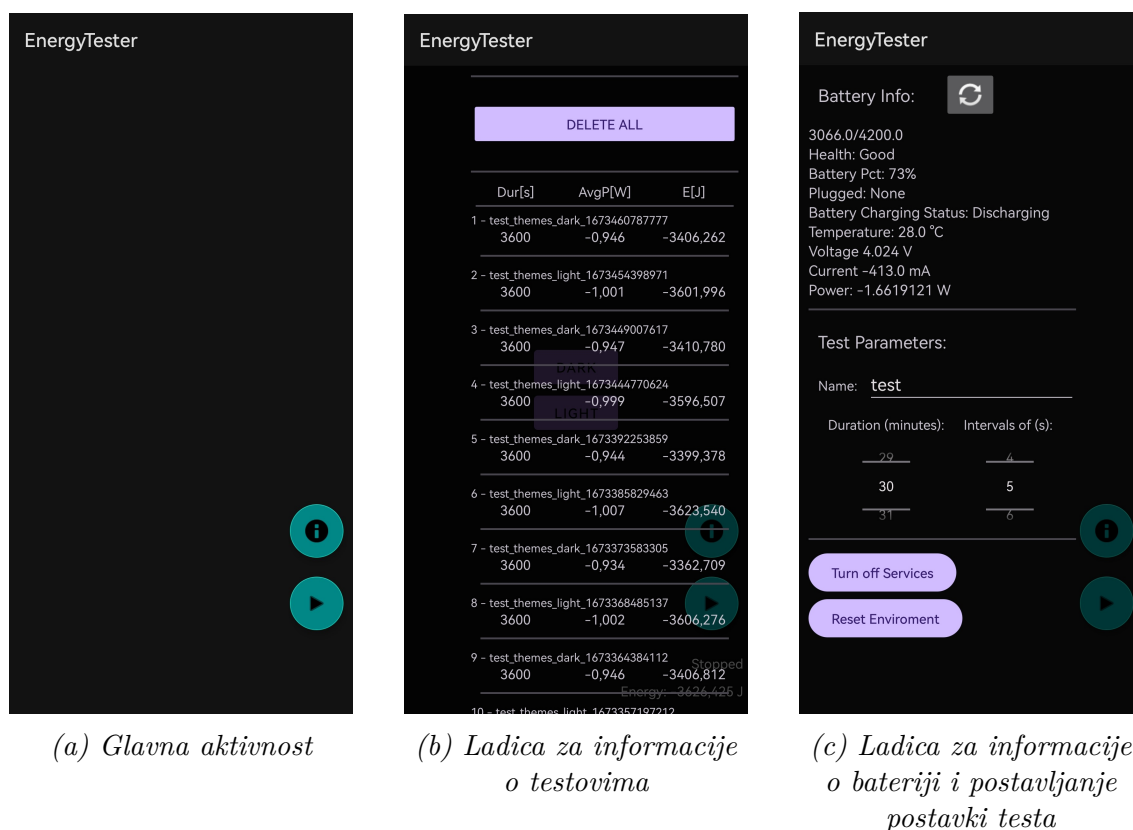 EnergyTester
(a) Glavna aktivnost
EnergyTester
DELETE ALL
Dur[s] AvgP[W] E[J]
1 - test_themes_dark_1673460787777
3600 -0,946 -3406,262
2 - test_themes_light_1673454398971
3600 -1,001 -3601,996
3 - test_themes_dark_1673449007617
3600 -0,947 -3410,780
DARK
4 - test_themes_light_1673444770624
3600 -0,999 -3596,507
LIGHT
5 - test_themes_dark_1673392253859
3600 -0,944 -3399,378
6 - test_themes_light_1673385829463
3600 -1,007 -3623,540
7 - test_themes_dark_1673373583305
3600 -0,934 -3362,709
8 - test_themes_light_1673368485137
3600 -1,002 -3606,276
9 - test_themes_dark_1673364384112
Stopped
3600 -0,946 -3406,812
Energy: -3626,425 J
10 - test_themes_light_1673357197212
(b) Ladica za informacije
o testovima
EnergyTester
Battery Info:
3066.0/4200.0
Health: Good
Battery Pct: 73%
Plugged: None
Battery Charging Status: Discharging
Temperature: 28.0 °C
Voltage 4.024 V
Current -413.0 mA
Power: -1.6619121 W
Test Parameters:
Name: test
Duration (minutes): Intervals of (s):
29 4
30 5
31 6
Turn off Services
Reset Enviroment
(c) Ladica za informacije
o bateriji i postavljanje
postavki testa